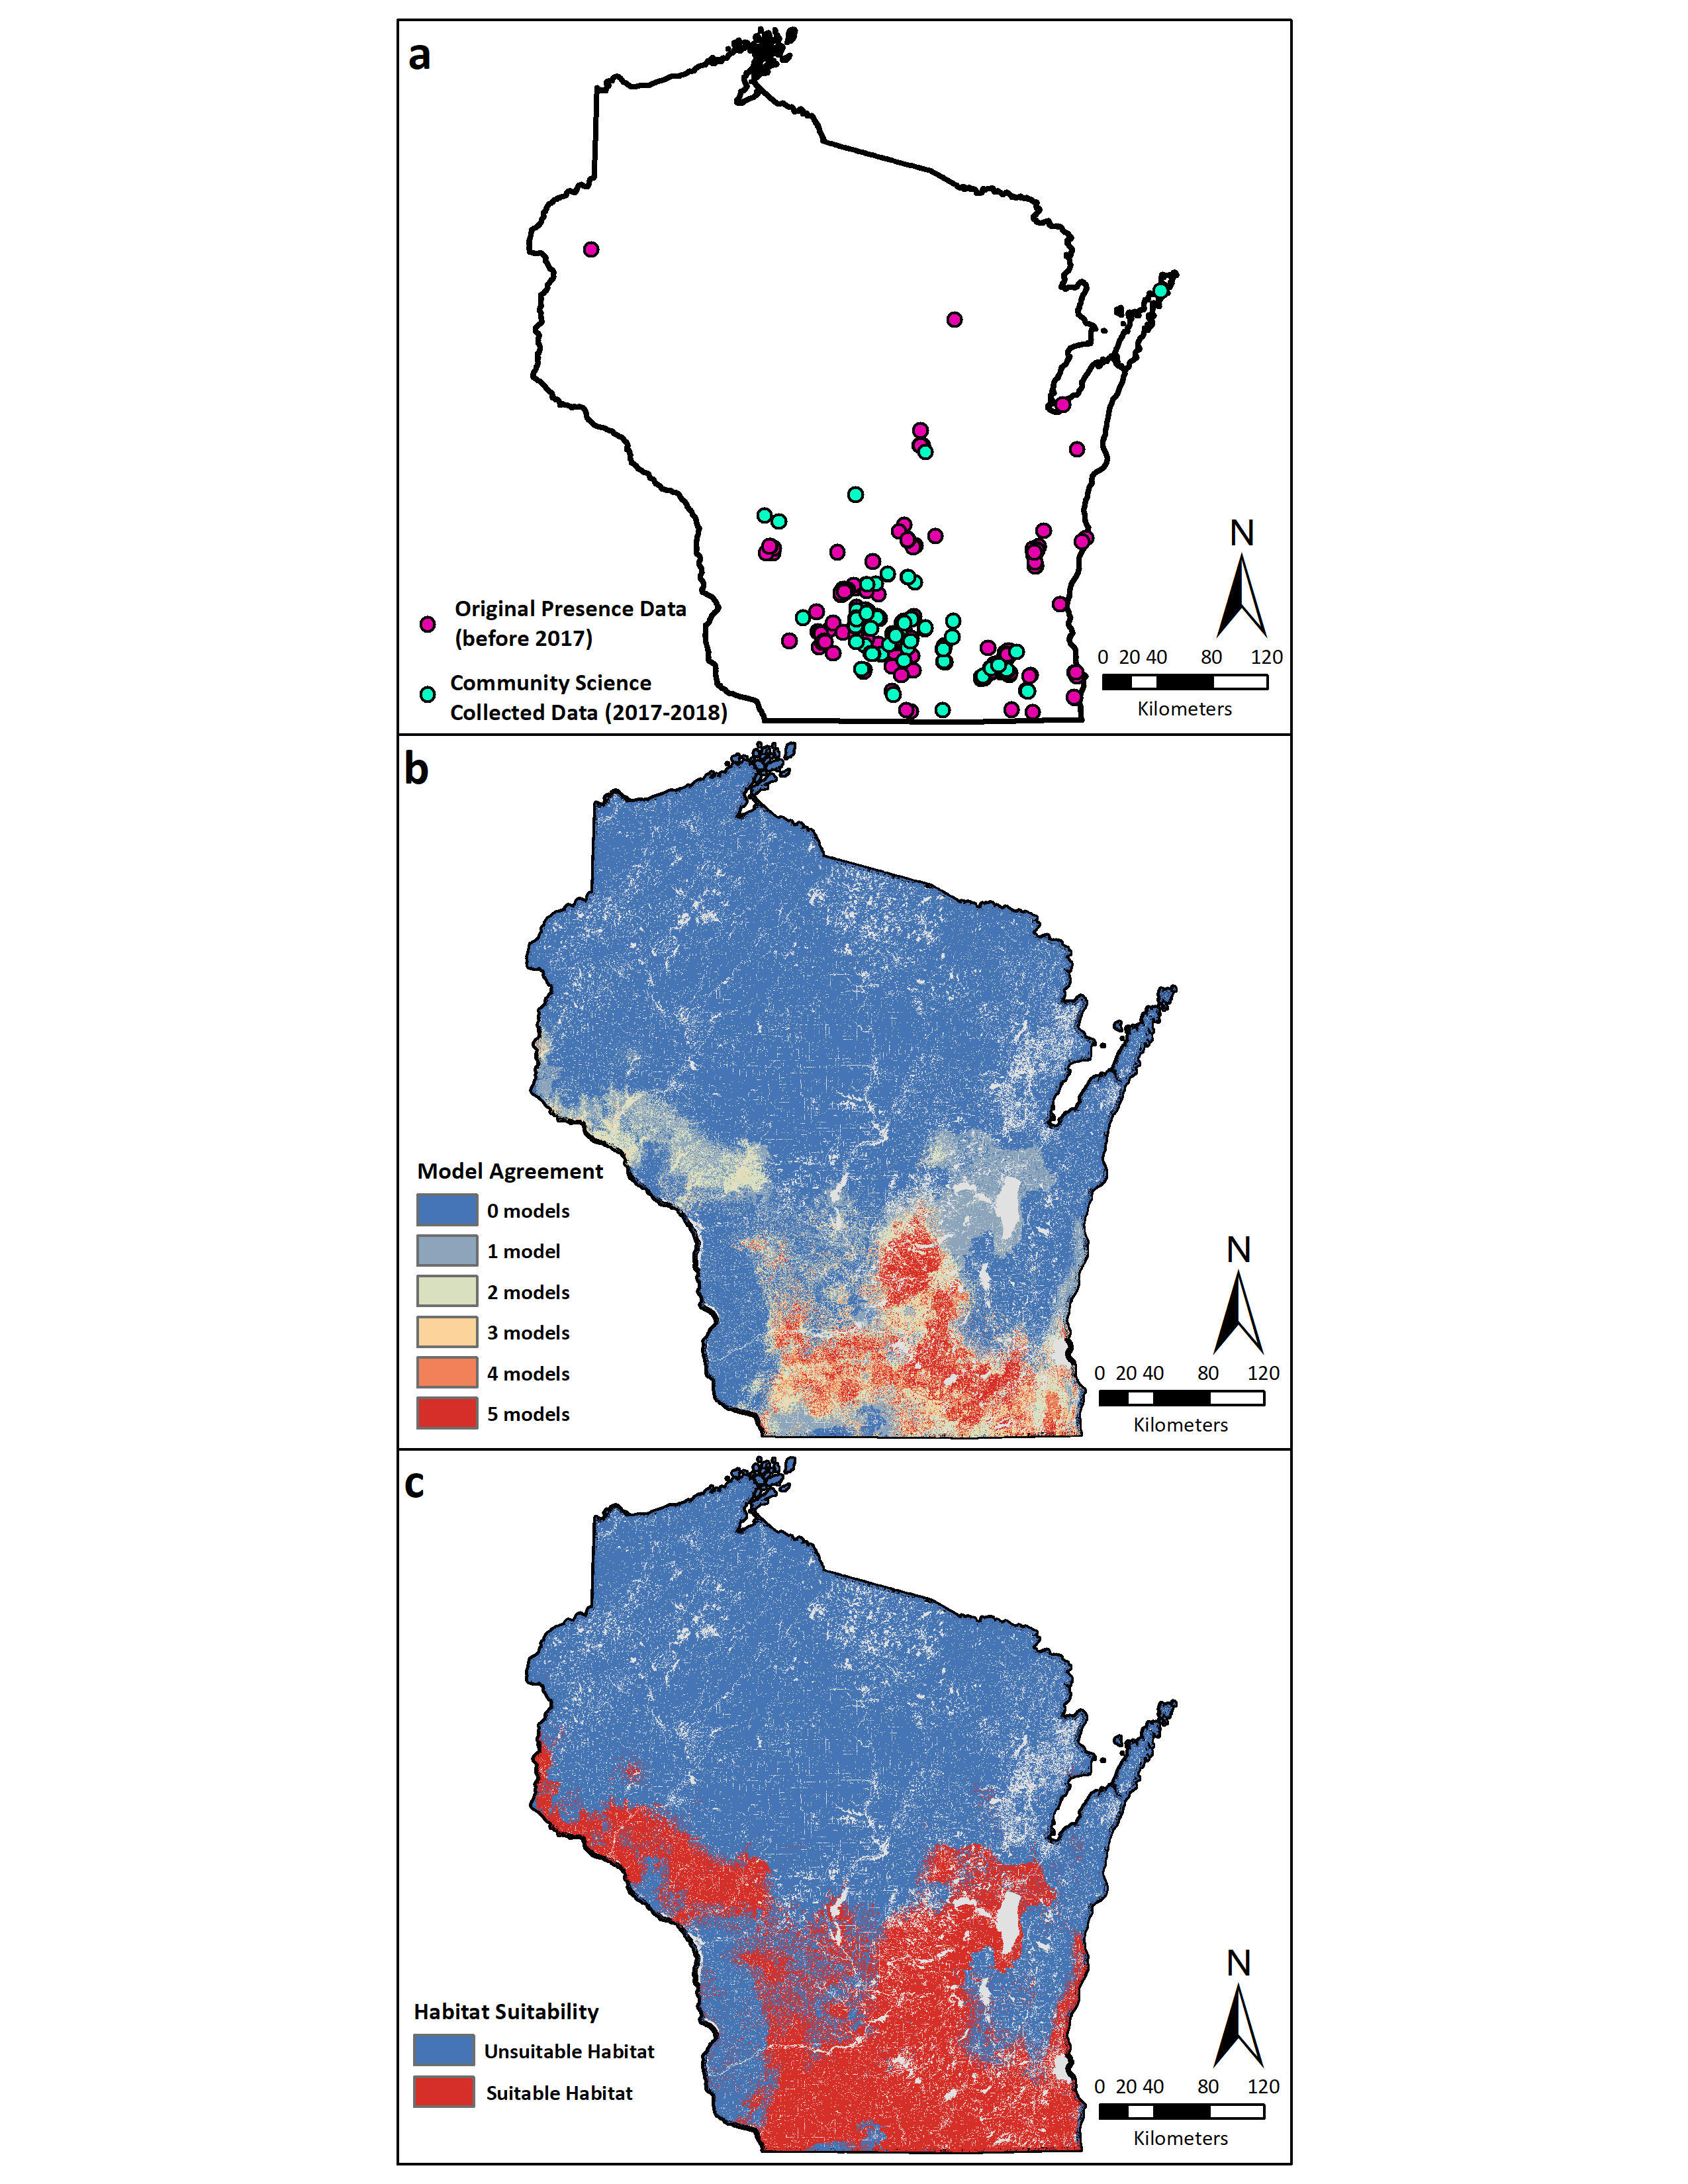 a
N
0 20 40 80 120
Kilometers
Original Presence Data
(before 2017)
Community Science
Collected Data (2017-2018)
b
Model Agreement
0 models
1 model
2 models
3 models
4 models
5 models
N
0 20 40 80 120
Kilometers
c
Habitat Suitability
Unsuitable Habitat
Suitable Habitat
N
0 20 40 80 120
Kilometers